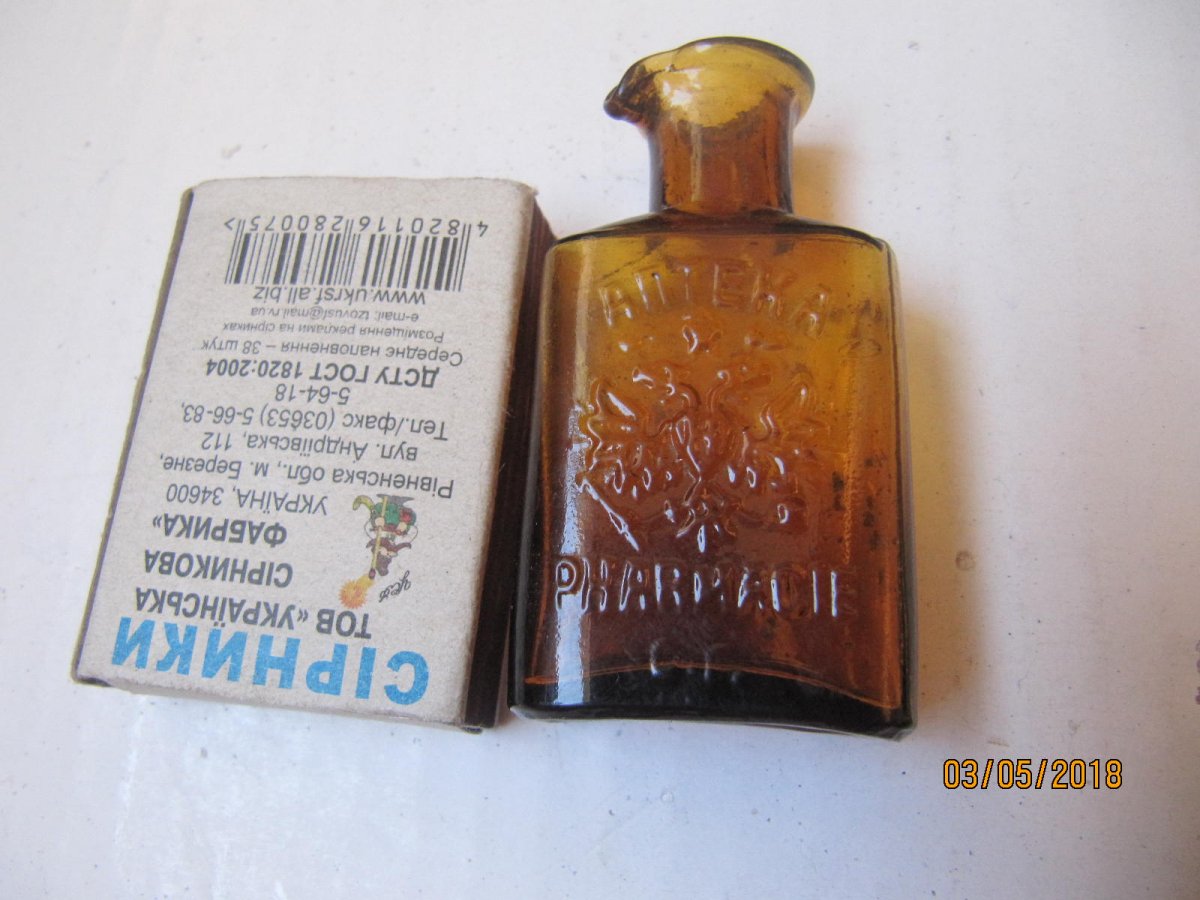 СІРНИКИ
ТОВ «УКРАЇНСЬКА
СІРНИКОВА
ФАБРИКА»
УКРАЇНА, 34600
Рівненська обл., м. Березне,
вул. Андріївська, 112
Тел./факс (03653) 5-66-83,
5-64-18
ДСТУ ГОСТ 1820:2004
Середнє наповнення – 38 штук
Розміщення реклами на сірниках
e-mail: tzovusf@mail.rv.ua
www.ukrsf.all.biz
4 820116 280075 >
АПТЕКА
PHARMACIE
03/05/2018